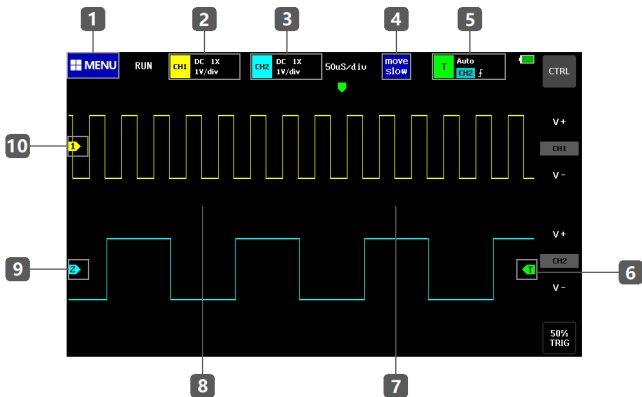 1
2
3
4
5
MENU
RUN
CH1
DC 1X
1V/div
CH2
DC 1X
1V/div
50uS/div
move
slow
T
Auto
CH2
CTRL
V+
CH1
V-
10
1
V+
CH2
V-
9
2
T
6
50%
TRIG
8
7